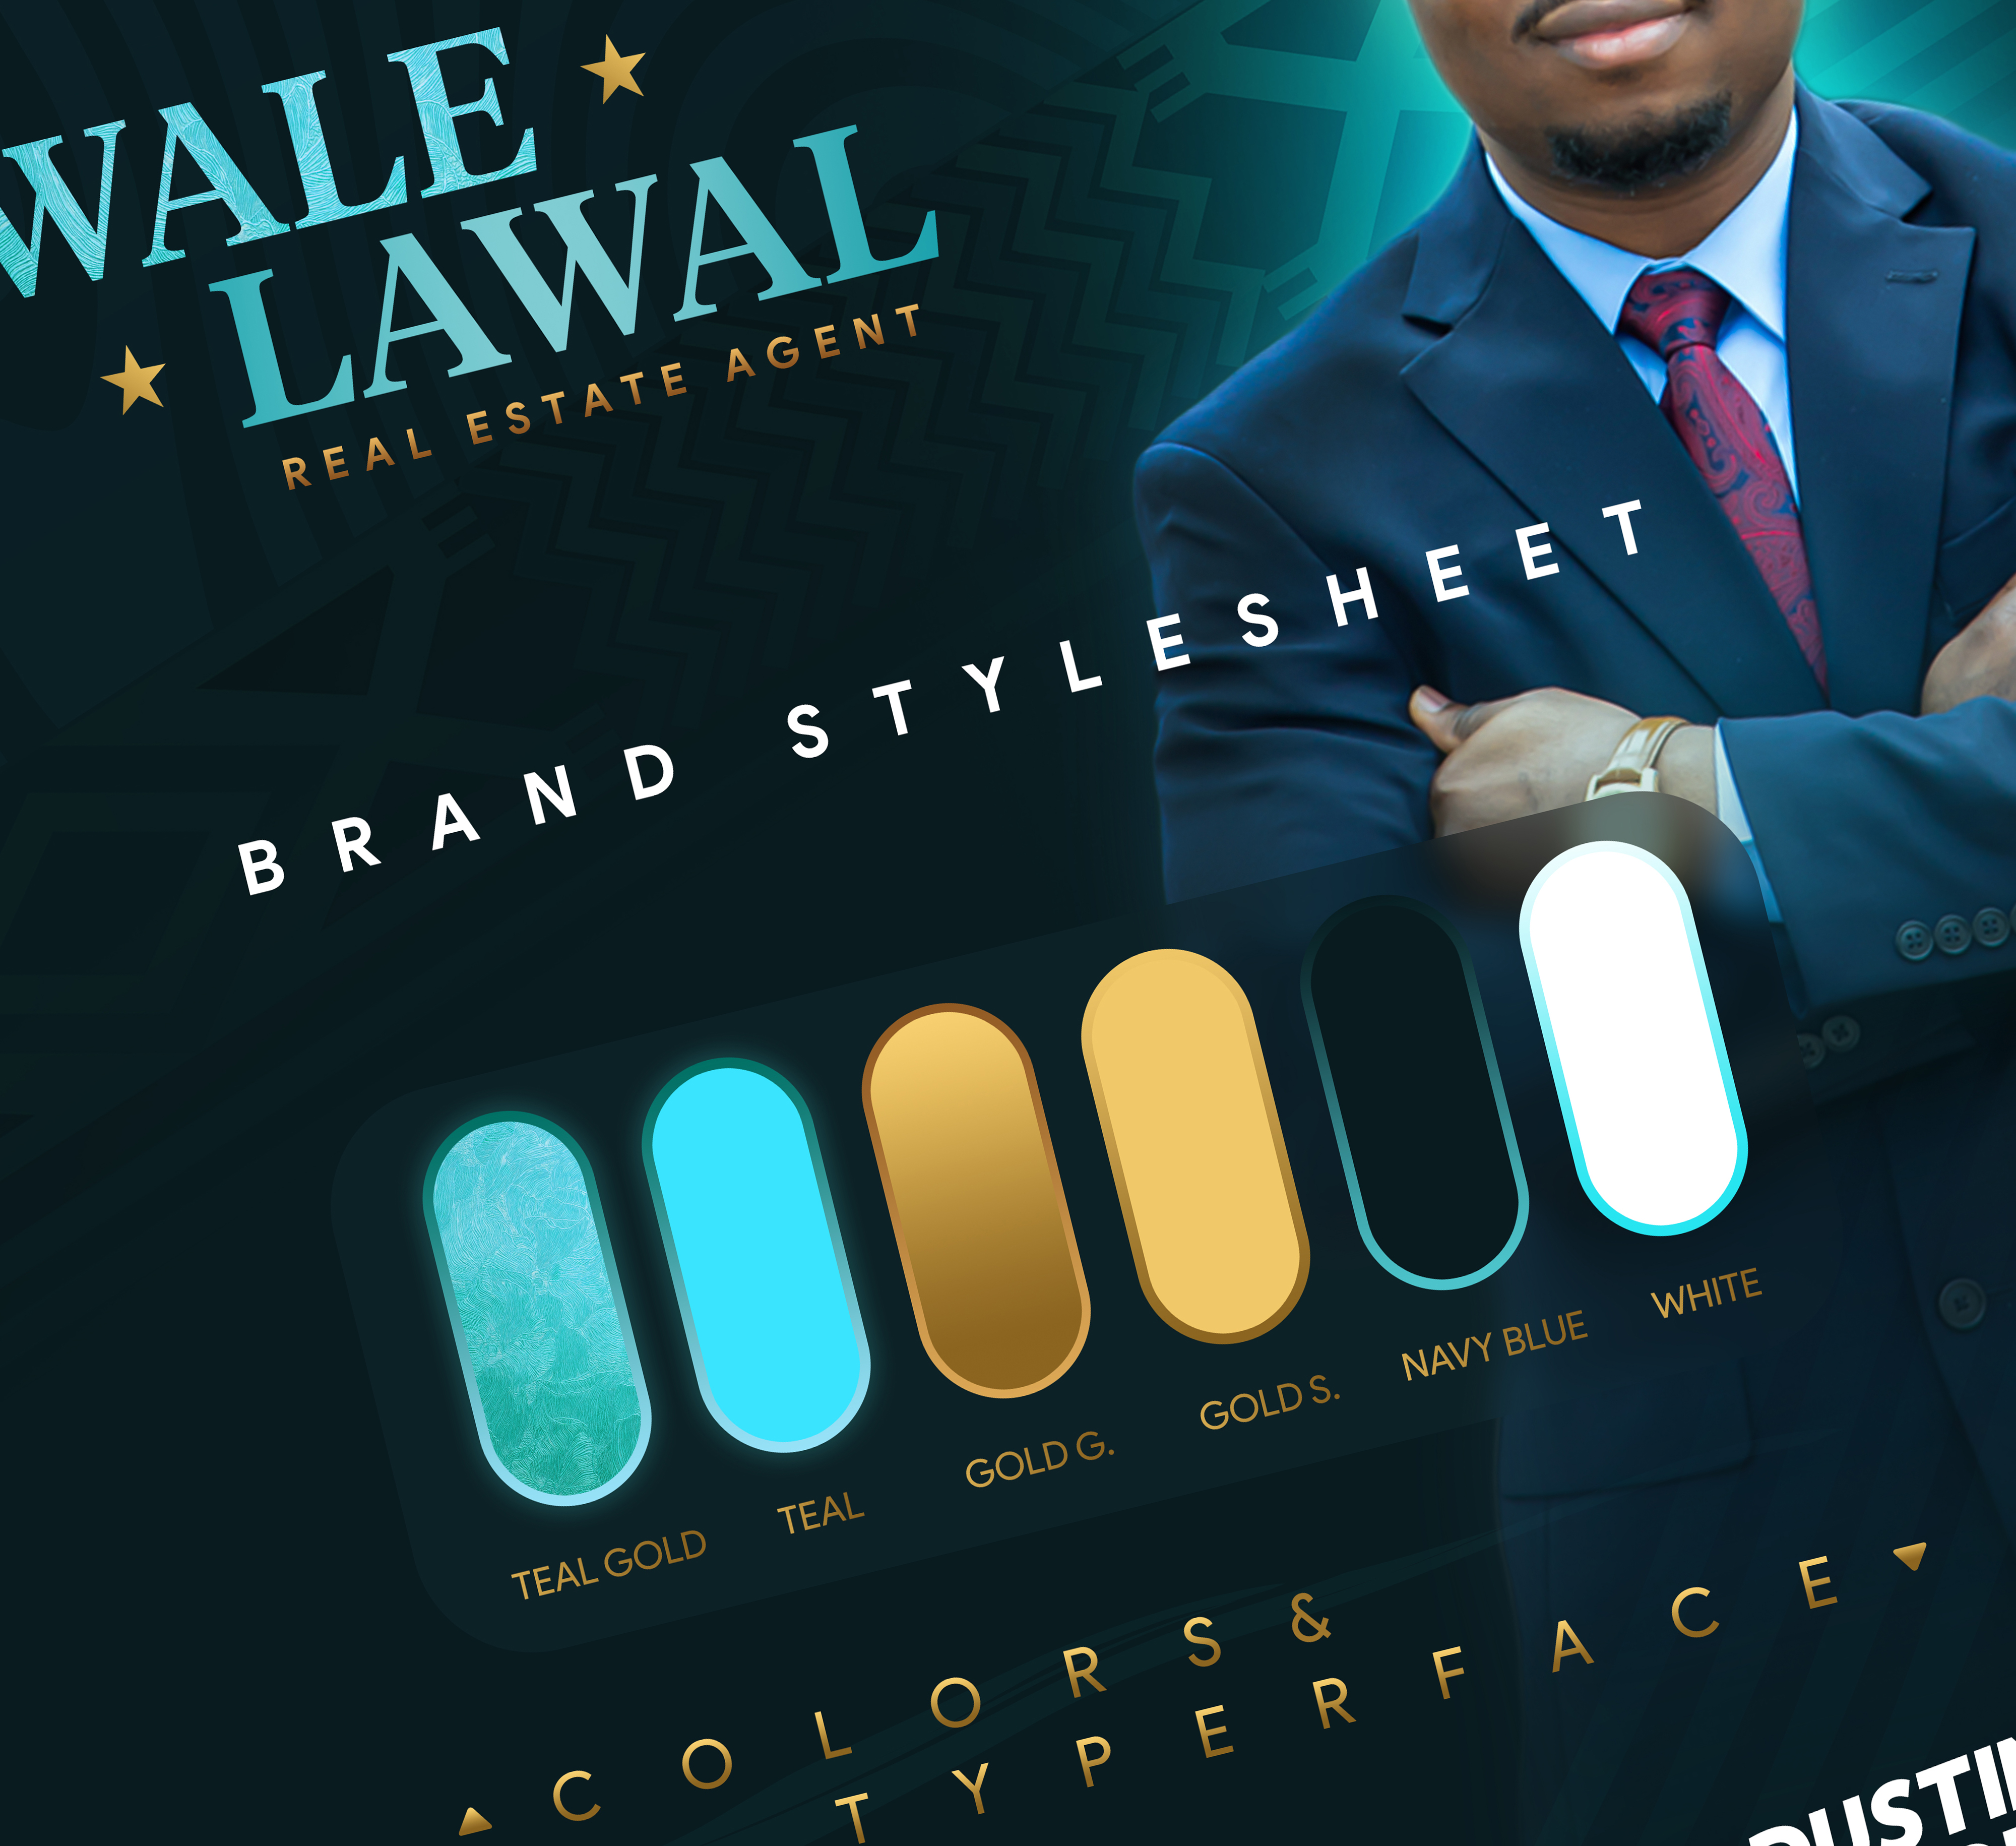 WALE
LAWAL
REAL ESTATE AGENT
BRAND STYLESHEET
TEAL GOLD
TEAL
GOLD G.
GOLD S.
NAVY BLUE
WHITE
COLORS &
TYPERFACE